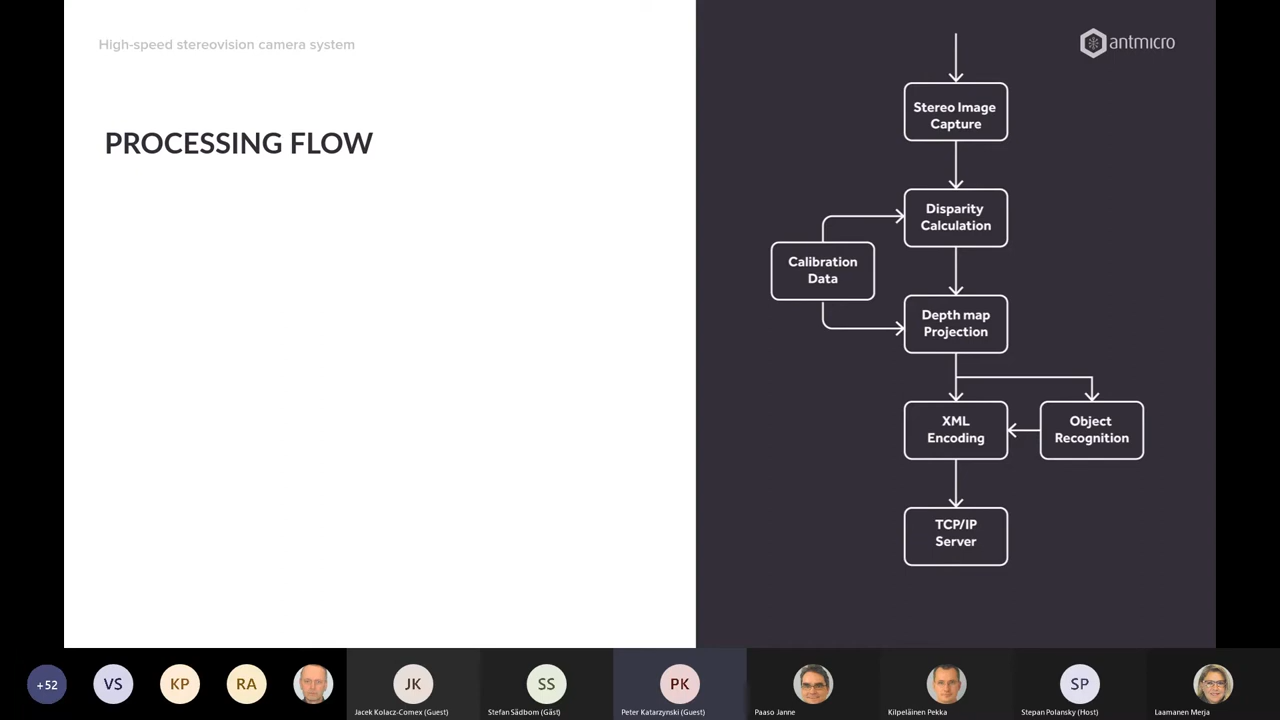 High-speed stereovision camera system
antmicro
PROCESSING FLOW
Stereo Image
Capture
Disparity
Calculation
Calibration
Data
Depth map
Projection
XML
Encoding
Object
Recognition
TCP/IP
Server
+52
VS
KP
RA
JK
Jacek Kolacz-Comex (Guest)
SS
Stefan Sädbom (Gäst)
PK
Peter Katarzynski (Guest)
Paaso Janne
Kilpeläinen Pekka
SP
Stepan Polansky (Host)
Laamanen Merja